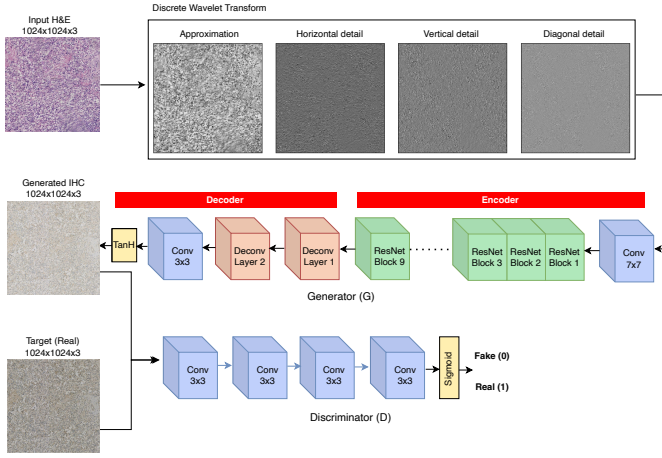 Discrete Wavelet Transform
Input H&E
1024x1024x3
Approximation
Horizontal detail
Vertical detail
Diagonal detail
Generated IHC
1024x1024x3
Decoder
Encoder
TanH
Conv
3x3
Deconv
Layer 2
Deconv
Layer 1
ResNet
Block 9
ResNet
Block 3
ResNet
Block 2
ResNet
Block 1
Conv
7x7
Generator (G)
Target (Real)
1024x1024x3
Conv
3x3
Conv
3x3
Conv
3x3
Conv
3x3
Sigmoid
Fake (0)
Real (1)
Discriminator (D)